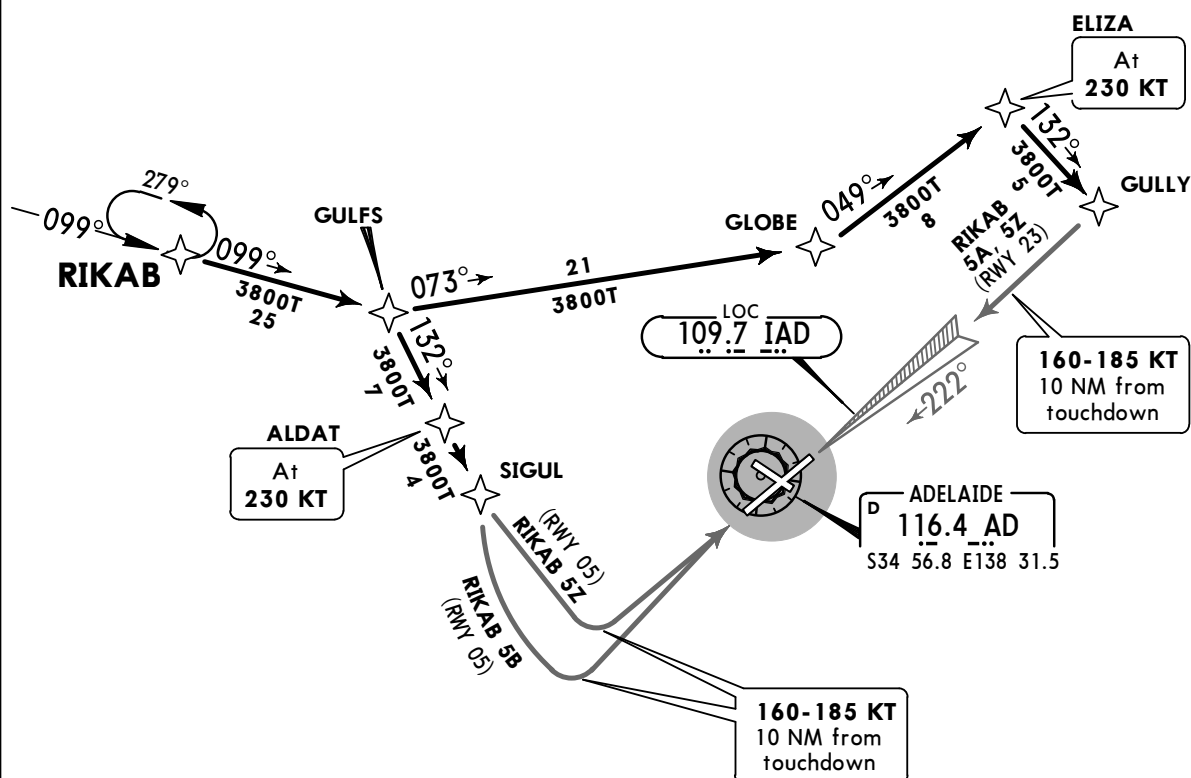 ELIZA
At
230 KT
132°
3800T
5
GULLY
049°
3800T
8
GLOBE
279°
099°
RIKAB
099°
3800T
25
GULFS
073°
21
3800T
RIKAB
5A, 5Z
(RWY 23)
LOC
109.7 IAD
222°
160-185 KT
10 NM from
touchdown
132°
3800T
7
ALDAT
At
230 KT
3800T
4
SIGUL
ADELAIDE
D
116.4 AD
S34 56.8 E138 31.5
(RWY 05)
RIKAB 5Z
RIKAB 5B
(RWY 05)
160-185 KT
10 NM from
touchdown